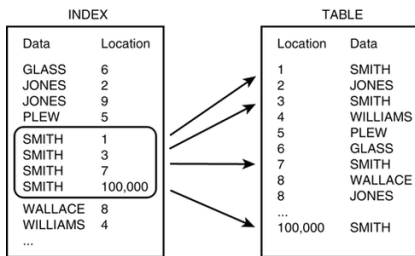 INDEX
Data Location
GLASS 6
JONES 2
JONES 9
PLEW 5
SMITH 1
SMITH 3
SMITH 7
SMITH 100,000
WALLACE 8
WILLIAMS 4
...
TABLE
Location Data
1 SMITH
2 JONES
3 SMITH
4 WILLIAMS
5 PLEW
6 GLASS
7 SMITH
8 WALLACE
8 JONES
...
100,000 SMITH